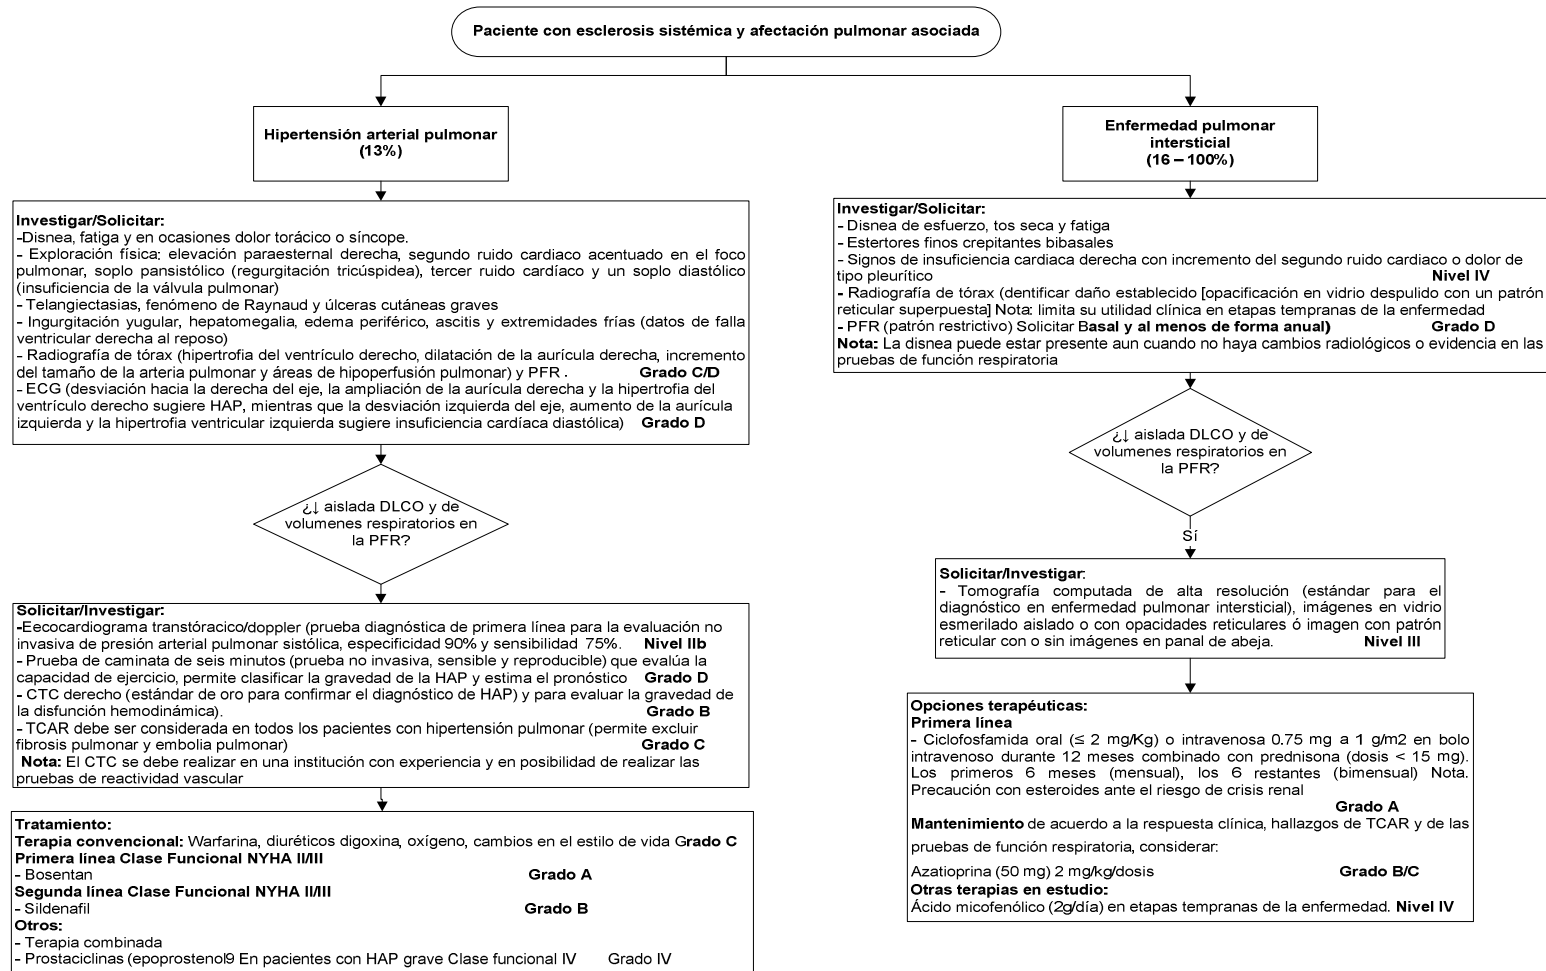 Paciente con esclerosis sistémica y afectación pulmonar asociada
Hipertensión arterial pulmonar
(13%)
Investigar/Solicitar:
-Disnea, fatiga y en ocasiones dolor torácico o síncope.
- Exploración física: elevación paraesternal derecha, segundo ruido cardiaco acentuado en el foco
pulmonar, soplo pansistólico (regurgitación tricúspidea), tercer ruido cardíaco y un soplo diastólico
(insuficiencia de la válvula pulmonar)
- Telangiectasias, fenómeno de Raynaud y úlceras cutáneas graves
- Ingurgitación yugular, hepatomegalia, edema periférico, ascitis y extremidades frías (datos de falla
ventricular derecha al reposo)
- Radiografía de tórax (hipertrofia del ventrículo derecho, dilatación de la aurícula derecha, incremento
del tamaño de la arteria pulmonar y áreas de hipoperfusión pulmonar) y PFR . Grado C/D
- ECG (desviación hacia la derecha del eje, la ampliación de la aurícula derecha y la hipertrofia del
ventrículo derecho sugiere HAP, mientras que la desviación izquierda del eje, aumento de la aurícula
izquierda y la hipertrofia ventricular izquierda sugiere insuficiencia cardíaca diastólica) Grado D
¿↓ aislada DLCO y de
volumenes respiratorios en
la PFR?
Solicitar/Investigar:
-Eecocardiograma transtóracico/doppler (prueba diagnóstica de primera línea para la evaluación no
invasiva de presión arterial pulmonar sistólica, especificidad 90% y sensibilidad 75%. Nivel IIb
- Prueba de caminata de seis minutos (prueba no invasiva, sensible y reproducible) que evalúa la
capacidad de ejercicio, permite clasificar la gravedad de la HAP y estima el pronóstico Grado D
- CTC derecho (estándar de oro para confirmar el diagnóstico de HAP) y para evaluar la gravedad de
la disfunción hemodinámica). Grado B
- TCAR debe ser considerada en todos los pacientes con hipertensión pulmonar (permite excluir
fibrosis pulmonar y embolia pulmonar) Grado C
Nota: El CTC se debe realizar en una institución con experiencia y en posibilidad de realizar las
pruebas de reactividad vascular
Tratamiento:
Terapia convencional: Warfarina, diuréticos digoxina, oxígeno, cambios en el estilo de vida Grado C
Primera línea Clase Funcional NYHA II/III
- Bosentan Grado A
Segunda línea Clase Funcional NYHA II/III
- Sildenafil Grado B
Otros:
- Terapia combinada
- Prostaciclinas (epoprostenol9 En pacientes con HAP grave Clase funcional IV Grado IV
Enfermedad pulmonar
intersticial
(16 – 100%)
Investigar/Solicitar:
- Disnea de esfuerzo, tos seca y fatiga
- Estertores finos crepitantes bibasales
- Signos de insuficiencia cardiaca derecha con incremento del segundo ruido cardiaco o dolor de
tipo pleurítico Nivel IV
- Radiografía de tórax (dentificar daño establecido [opacificación en vidrio despulido con un patrón
reticular superpuesta] Nota: limita su utilidad clínica en etapas tempranas de la enfermedad
- PFR (patrón restrictivo) Solicitar Basal y al menos de forma anual) Grado D
Nota: La disnea puede estar presente aun cuando no haya cambios radiológicos o evidencia en las
pruebas de función respiratoria
¿↓ aislada DLCO y de
volumenes respiratorios en
la PFR?
Sí
Solicitar/Investigar:
- Tomografía computada de alta resolución (estándar para el
diagnóstico en enfermedad pulmonar intersticial), imágenes en vidrio
esmerilado aislado o con opacidades reticulares ó imagen con patrón
reticular con o sin imágenes en panal de abeja. Nivel III
Opciones terapéuticas:
Primera línea
- Ciclofosfamida oral (≤ 2 mg/Kg) o intravenosa 0.75 mg a 1 g/m2 en bolo
intravenoso durante 12 meses combinado con prednisona (dosis < 15 mg).
Los primeros 6 meses (mensual), los 6 restantes (bimensual) Nota.
Precaución con esteroides ante el riesgo de crisis renal
Grado A
Mantenimiento de acuerdo a la respuesta clínica, hallazgos de TCAR y de las
pruebas de función respiratoria, considerar:
Azatioprina (50 mg) 2 mg/kg/dosis Grado B/C
Otras terapias en estudio:
Ácido micofenólico (2g/día) en etapas tempranas de la enfermedad. Nivel IV